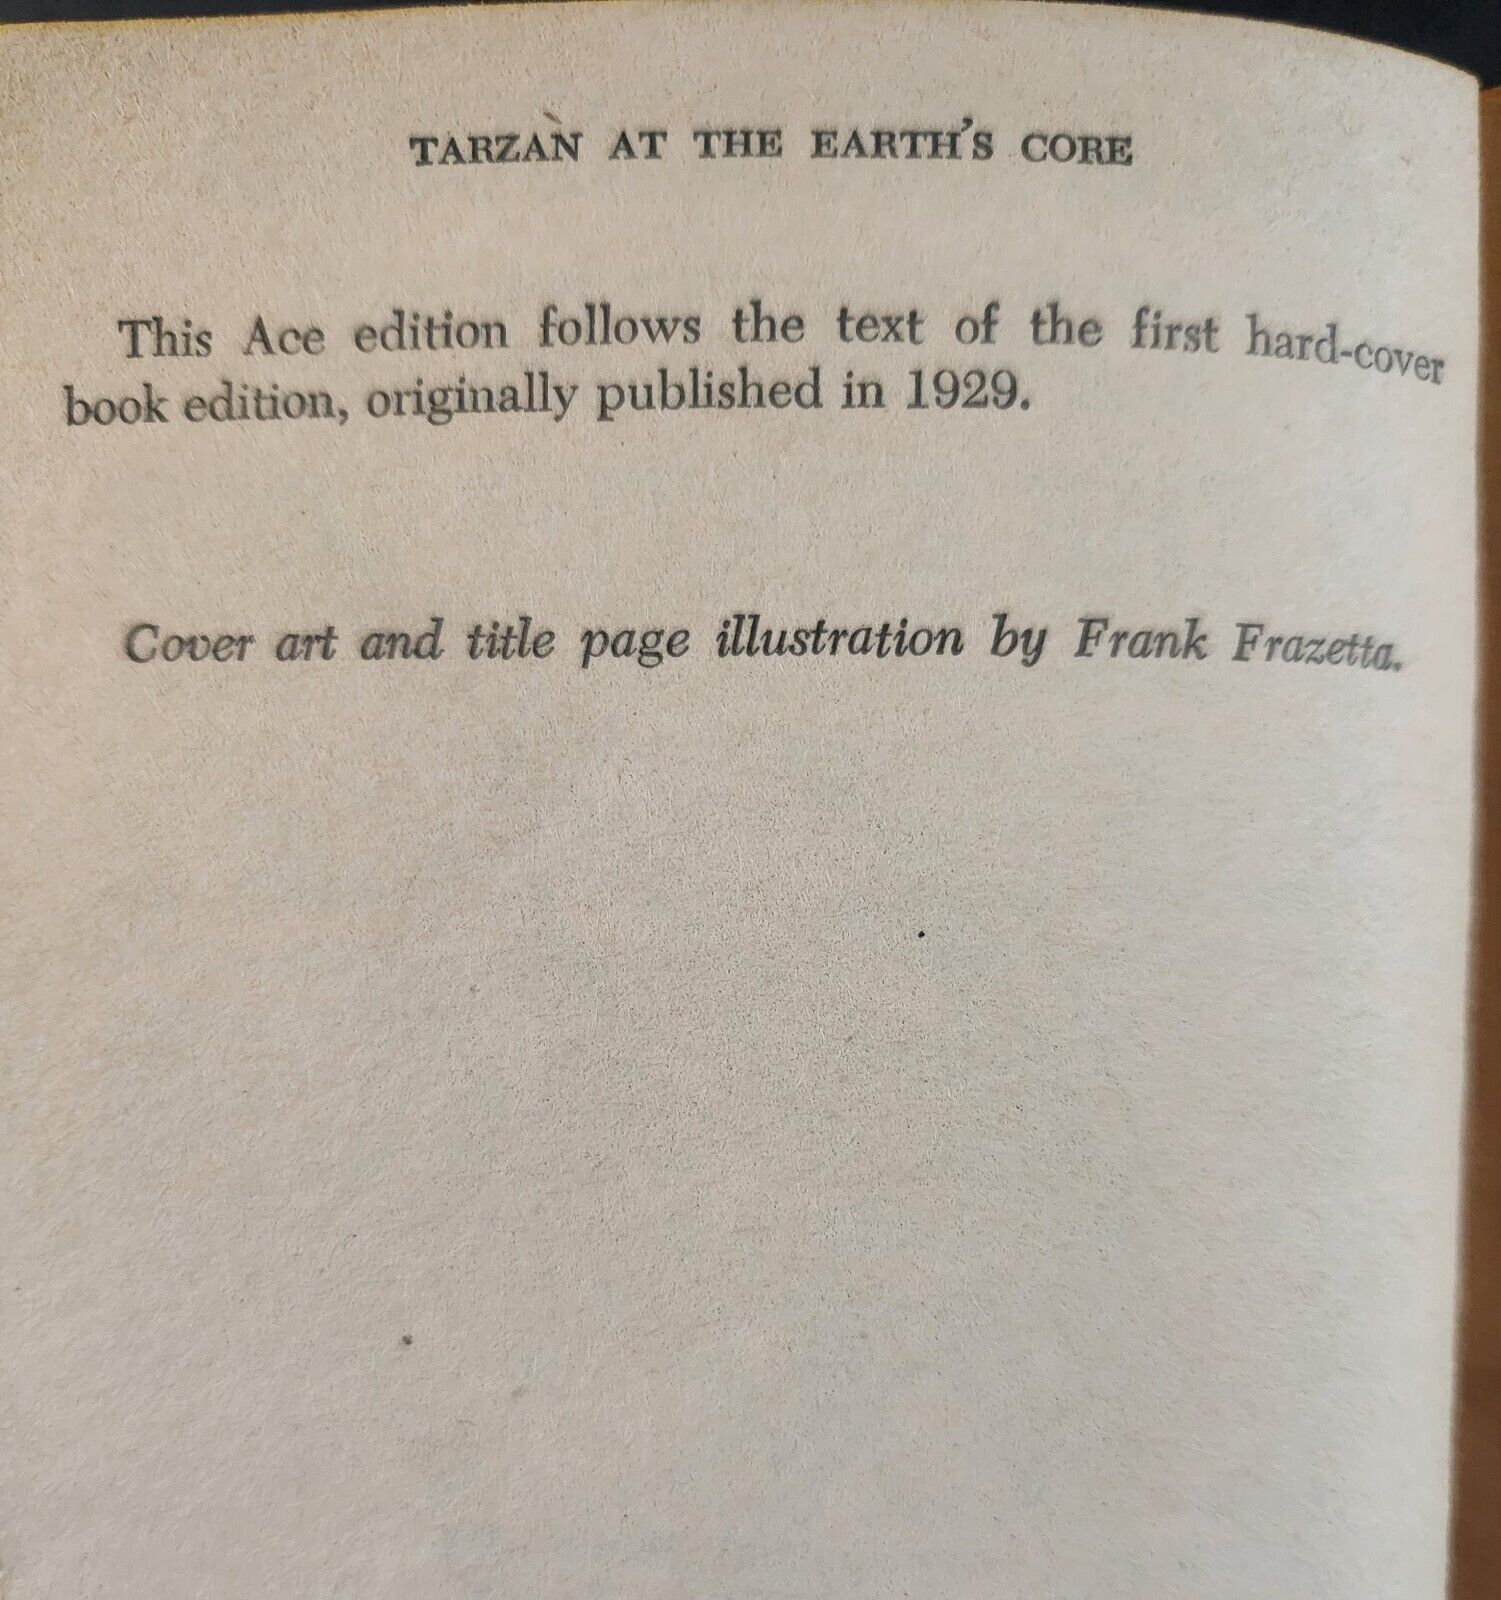 TARZAN AT THE EARTH'S CORE
This Ace edition follows the text of the first hard-cover
book edition, originally published in 1929.
Cover art and title page illustration by Frank Frazetta.